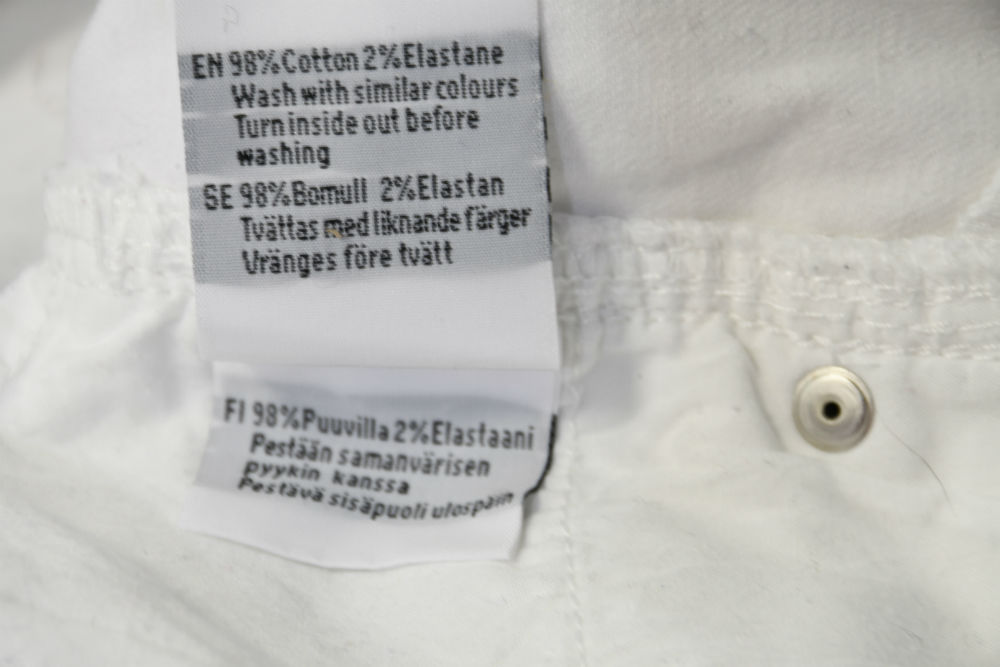 EN 98%Cotton 2%Elastane
Wash with similar colours
Turn inside out before
washing
SE 98%Bomull 2%Elastan
Tvättas med liknande färger
Vränges före tvätt
FI 98%Puuvilla 2%Elastaani
Pestään samanvärisen
pyykin kanssa
Pestävä sisäpuoli ulospäin